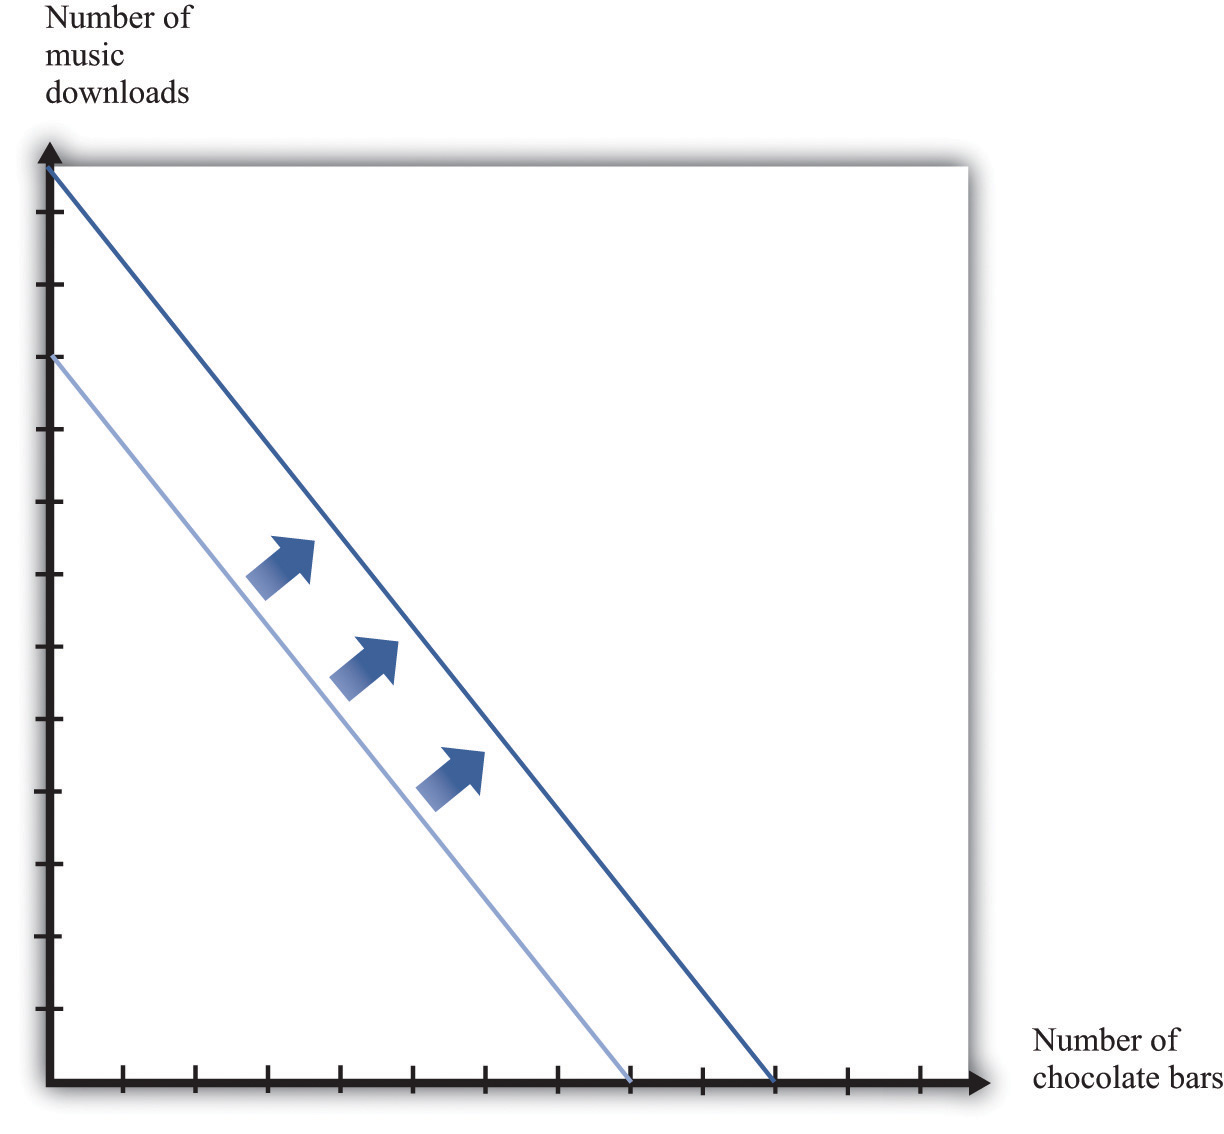 Number of
music
downloads
Number of
chocolate bars